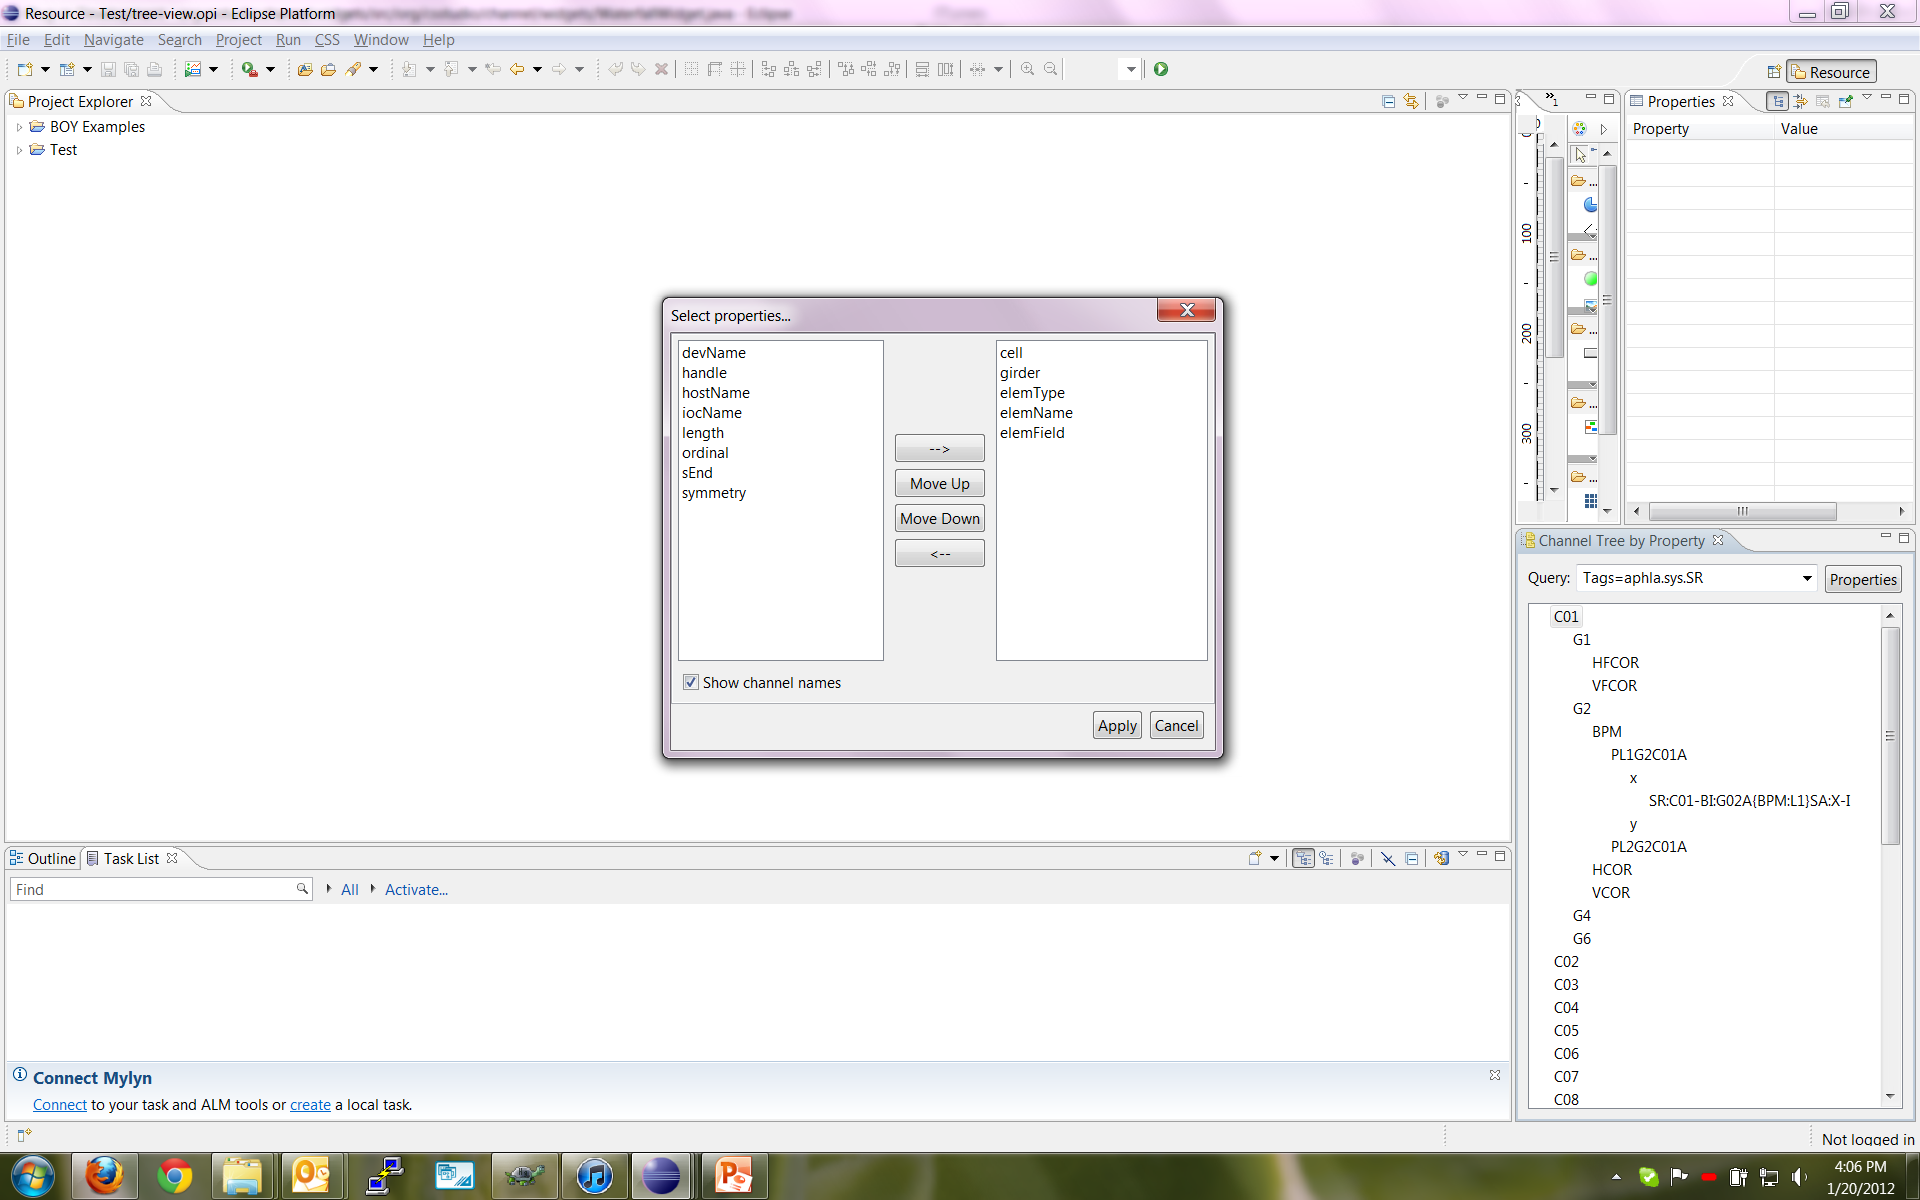 Resource - Test/tree-view.opi - Eclipse Platform
File Edit Navigate Search Project Run CSS Window Help
Resource
Project Explorer
BOY Examples
Test
1
0
100
200
300
...
...
...
...
...
Properties
Property Value
Select properties...
devName
handle
hostName
iocName
length
ordinal
sEnd
symmetry
-->
Move Up
Move Down
<--
cell
girder
elemType
elemName
elemField
Show channel names
Apply Cancel
Channel Tree by Property
Query: Tags=aphla.sys.SR Properties
C01
G1
HFCOR
VFCOR
G2
BPM
PL1G2C01A
x
SR:C01-BI:G02A{BPM:L1}SA:X-I
y
PL2G2C01A
HCOR
VCOR
G4
G6
C02
C03
C04
C05
C06
C07
C08
Outline Task List
Find All Activate...
Connect Mylyn
Connect to your task and ALM tools or create a local task.
Not logged in
4:06 PM
1/20/2012